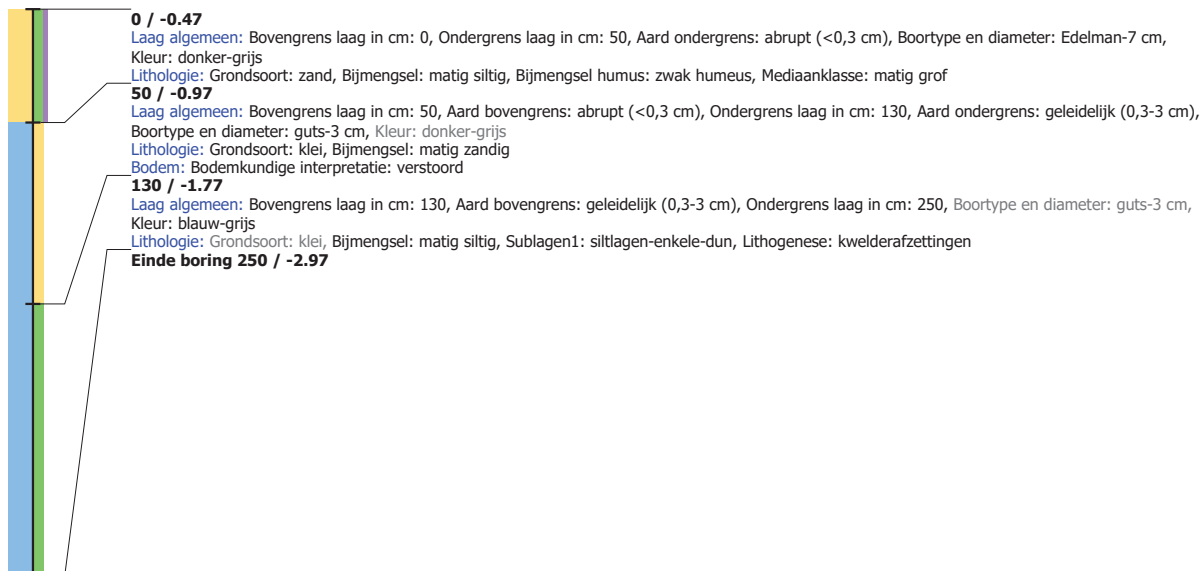 0 / -0.47
Laag algemeen: Bovengrens laag in cm: 0, Ondergrens laag in cm: 50, Aard ondergrens: abrupt (<0,3 cm), Boortype en diameter: Edelman-7 cm,
Kleur: donker-grijs
Lithologie: Grondsoort: zand, Bijmengsel: matig siltig, Bijmengsel humus: zwak humeus, Mediaanklasse: matig grof
50 / -0.97
Laag algemeen: Bovengrens laag in cm: 50, Aard bovengrens: abrupt (<0,3 cm), Ondergrens laag in cm: 130, Aard ondergrens: geleidelijk (0,3-3 cm),
Boortype en diameter: guts-3 cm, Kleur: donker-grijs
Lithologie: Grondsoort: klei, Bijmengsel: matig zandig
Bodem: Bodemkundige interpretatie: verstoord
130 / -1.77
Laag algemeen: Bovengrens laag in cm: 130, Aard bovengrens: geleidelijk (0,3-3 cm), Ondergrens laag in cm: 250, Boortype en diameter: guts-3 cm,
Kleur: blauw-grijs
Lithologie: Grondsoort: klei, Bijmengsel: matig siltig, Sublagen1: siltlagen-enkele-dun, Lithogenese: kwelderafzettingen
Einde boring 250 / -2.97